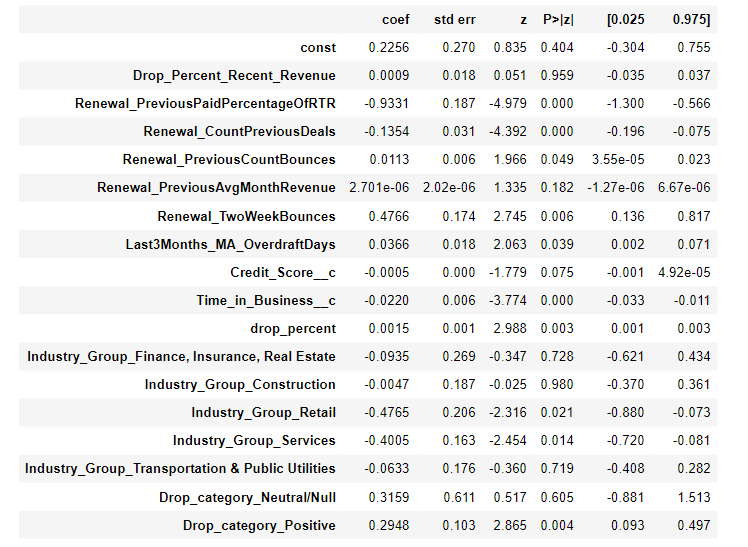 coef std err z P>|z| [0.025 0.975]
const 0.2256 0.270 0.835 0.404 -0.304 0.755
Drop_Percent_Recent_Revenue 0.0009 0.018 0.051 0.959 -0.035 0.037
Renewal_PreviousPaidPercentageOfRTR -0.9331 0.187 -4.979 0.000 -1.300 -0.566
Renewal_CountPreviousDeals -0.1354 0.031 -4.392 0.000 -0.196 -0.075
Renewal_PreviousCountBounces 0.0113 0.006 1.966 0.049 3.55e-05 0.023
Renewal_PreviousAvgMonthRevenue 2.701e-06 2.02e-06 1.335 0.182 -1.27e-06 6.67e-06
Renewal_TwoWeekBounces 0.4766 0.174 2.745 0.006 0.136 0.817
Last3Months_MA_OverdraftDays 0.0366 0.018 2.063 0.039 0.002 0.071
Credit_Score__c -0.0005 0.000 -1.779 0.075 -0.001 4.92e-05
Time_in_Business__c -0.0220 0.006 -3.774 0.000 -0.033 -0.011
drop_percent 0.0015 0.001 2.988 0.003 0.001 0.003
Industry_Group_Finance, Insurance, Real Estate -0.0935 0.269 -0.347 0.728 -0.621 0.434
Industry_Group_Construction -0.0047 0.187 -0.025 0.980 -0.370 0.361
Industry_Group_Retail -0.4765 0.206 -2.316 0.021 -0.880 -0.073
Industry_Group_Services -0.4005 0.163 -2.454 0.014 -0.720 -0.081
Industry_Group_Transportation & Public Utilities -0.0633 0.176 -0.360 0.719 -0.408 0.282
Drop_category_Neutral/Null 0.3159 0.611 0.517 0.605 -0.881 1.513
Drop_category_Positive 0.2948 0.103 2.865 0.004 0.093 0.497